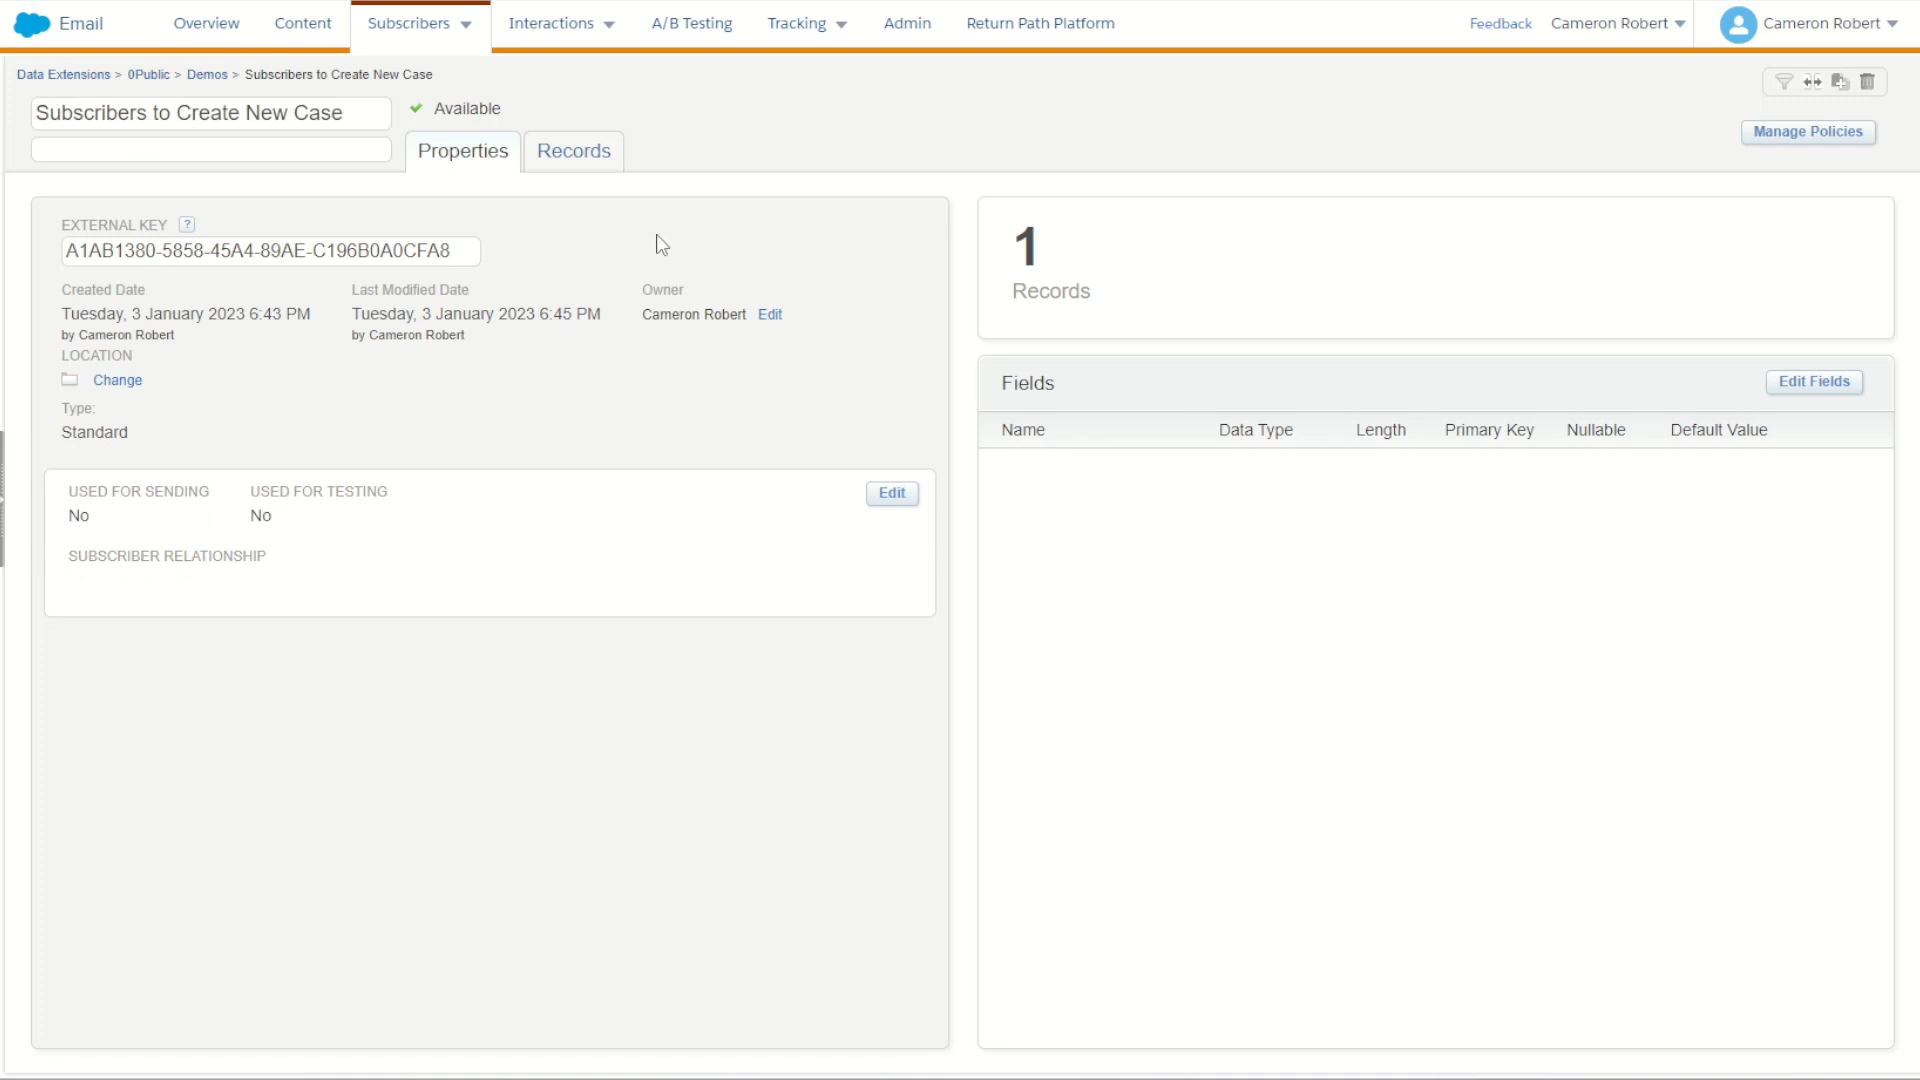 Email Overview Content Subscribers Interactions A/B Testing Tracking Admin Return Path Platform Feedback Cameron Robert Cameron Robert
Data Extensions > 0Public > Demos > Subscribers to Create New Case
Subscribers to Create New Case
Available
Manage Policies
Properties Records
EXTERNAL KEY ?
A1AB1380-5858-45A4-89AE-C196B0A0CFA8
Created Date Last Modified Date Owner
Tuesday, 3 January 2023 6:43 PM Tuesday, 3 January 2023 6:45 PM Cameron Robert Edit
by Cameron Robert by Cameron Robert
LOCATION
Change
Type:
Standard
USED FOR SENDING USED FOR TESTING Edit
No No
SUBSCRIBER RELATIONSHIP
1
Records
Fields Edit Fields
Name Data Type Length Primary Key Nullable Default Value